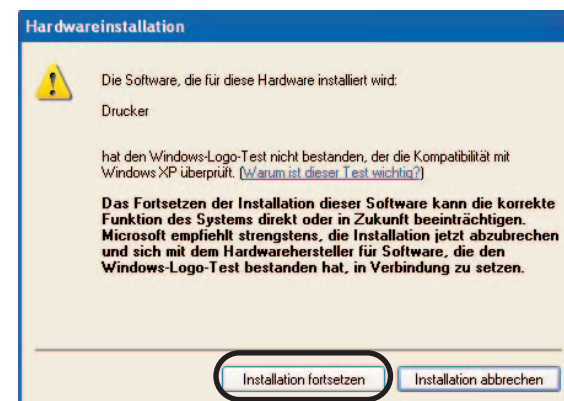 Hardwareinstallation
Die Software, die für diese Hardware installiert wird:
Drucker
hat den Windows-Logo-Test nicht bestanden, der die Kompatibilität mit
Windows XP überprüft. (Warum ist dieser Test wichtig?)
Das Fortsetzen der Installation dieser Software kann die korrekte
Funktion des Systems direkt oder in Zukunft beeinträchtigen.
Microsoft empfiehlt strengstens, die Installation jetzt abzubrechen
und sich mit dem Hardwarehersteller für Software, die den
Windows-Logo-Test bestanden hat, in Verbindung zu setzen.
Installation fortsetzen
Installation abbrechen